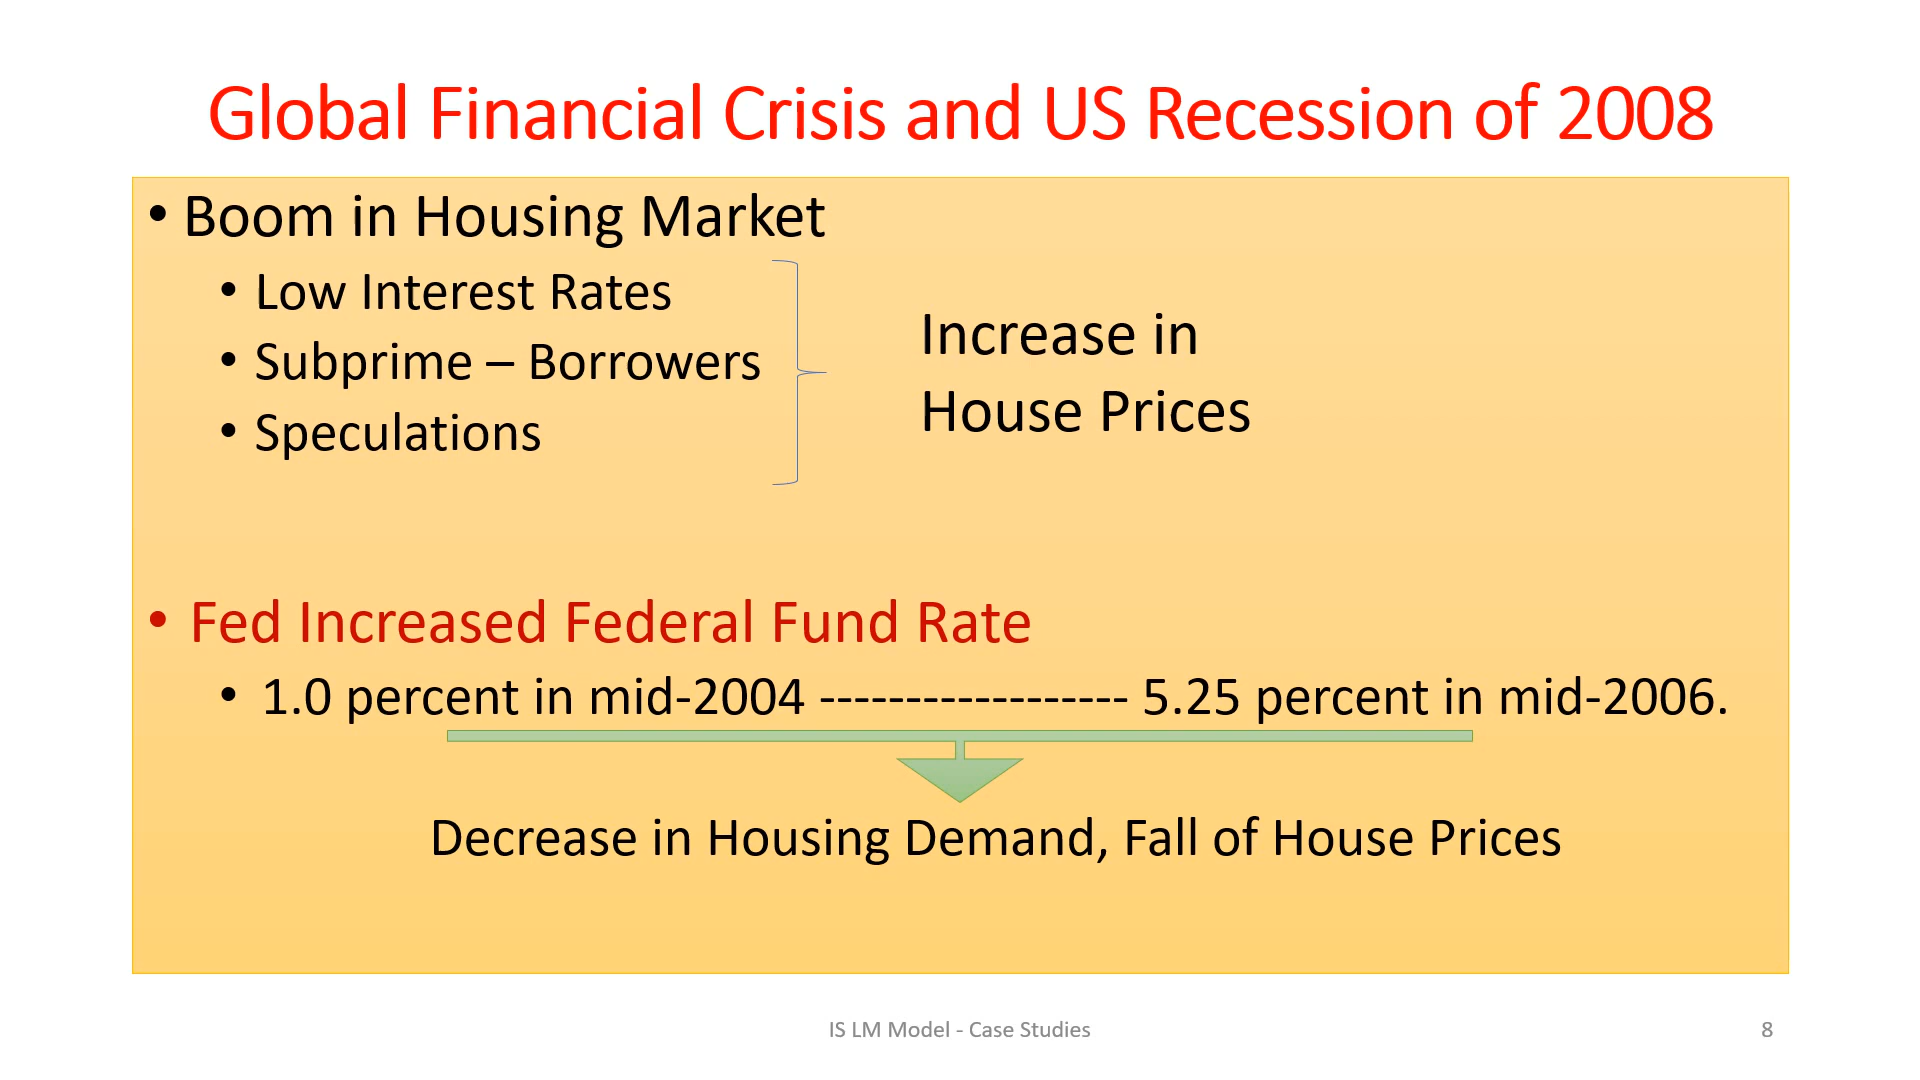 Global Financial Crisis and US Recession of 2008
• Boom in Housing Market
• Low Interest Rates
• Subprime – Borrowers
• Speculations
Increase in
House Prices
• Fed Increased Federal Fund Rate
• 1.0 percent in mid-2004 ------------------ 5.25 percent in mid-2006.
Decrease in Housing Demand, Fall of House Prices
IS LM Model - Case Studies
8